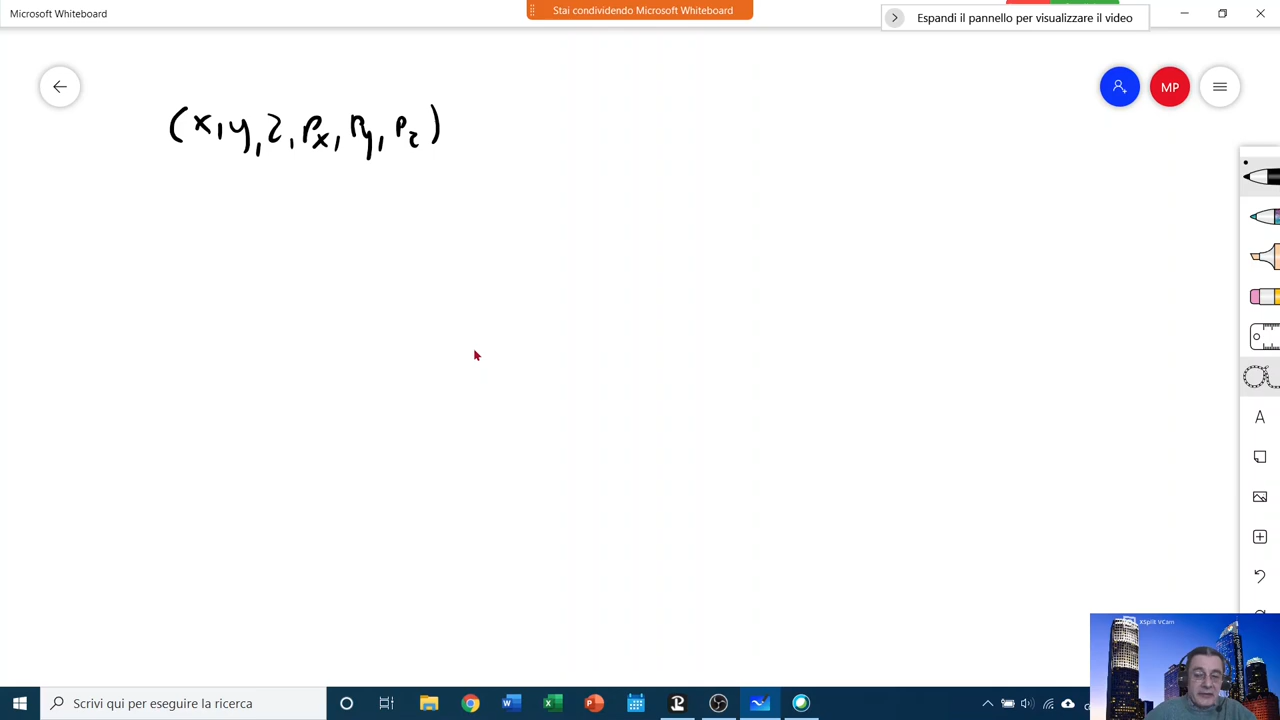 Microsoft Whiteboard
Stai condividendo Microsoft Whiteboard
Espandi il pannello per visualizzare il video
MP
(x, y, z, px, py, pz)
A
XSplit VCam
Scrivi qui per eseguire la ricerca